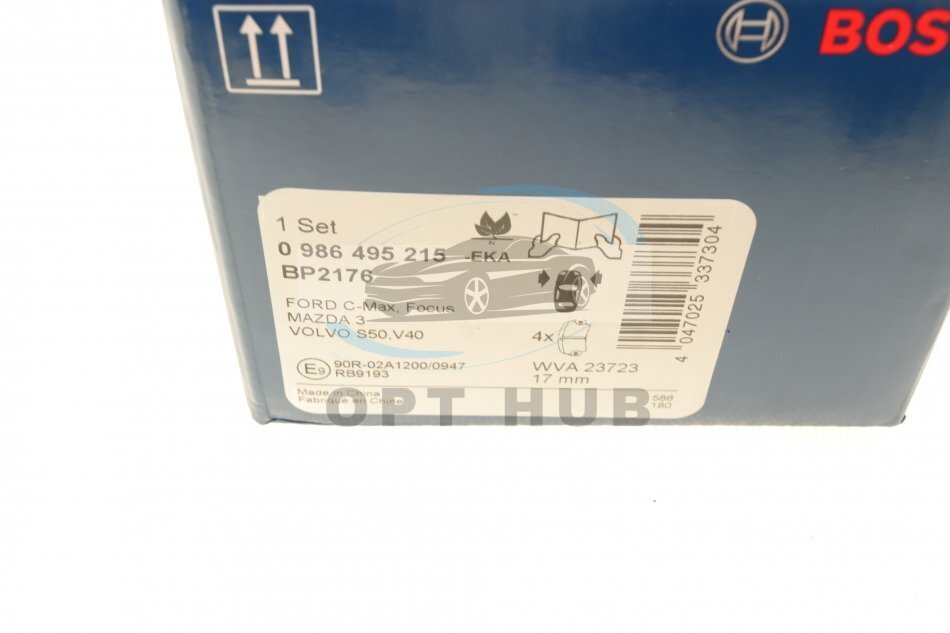 BOS
1 Set
0 986 495 215 -EKA
BP2176
FORD C-Max, Focus
MAZDA 3
VOLVO S50,V40
E9
90R-02A1200/0947
RB9193
4x
WVA 23723
17 mm
Made in China
Fabriqué en Chine
586
180
4 047025 337304
OPT HUB